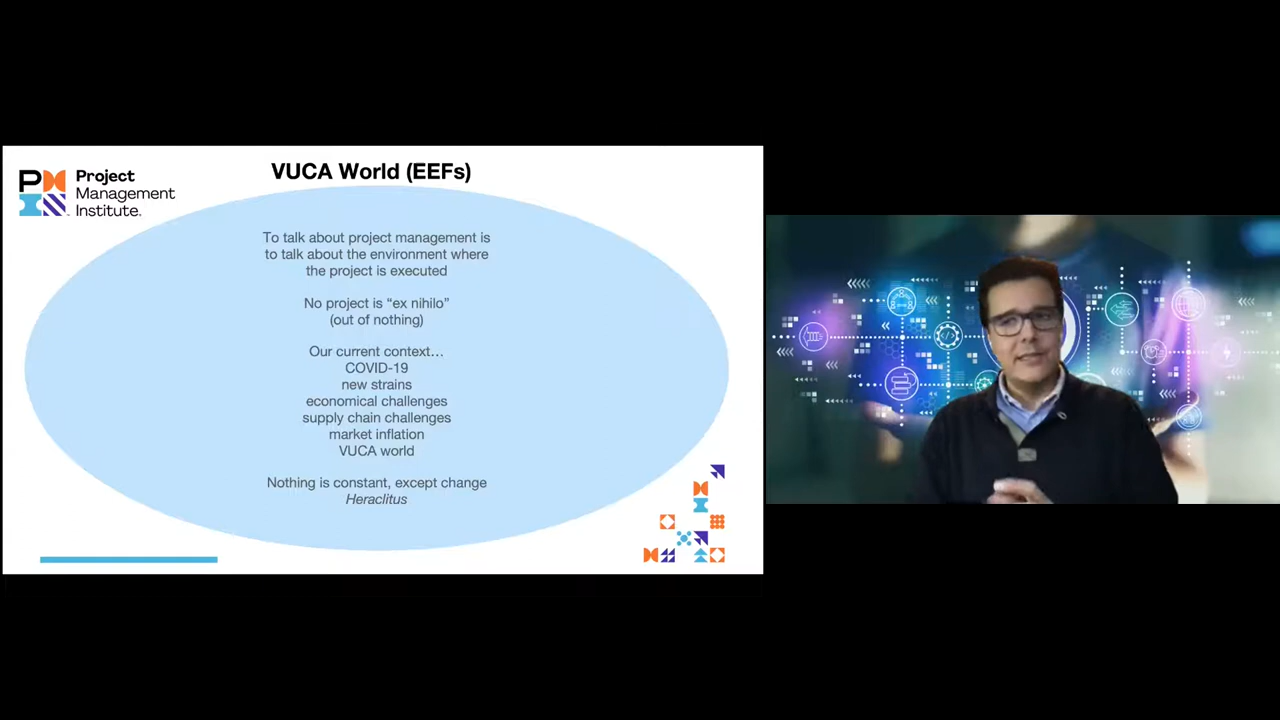 VUCA World (EEFs)
Project
Management
Institute.
To talk about project management is
to talk about the environment where
the project is executed
No project is “ex nihilo”
(out of nothing)
Our current context…
COVID-19
new strains
economical challenges
supply chain challenges
market inflation
VUCA world
Nothing is constant, except change
Heraclitus